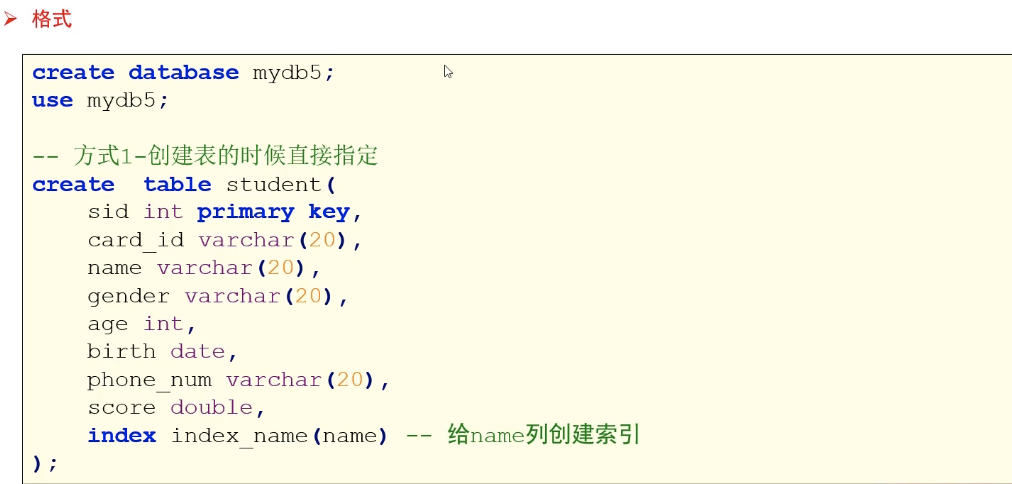 ➢ 格式
create database mydb5;
use mydb5;
-- 方式1-创建表的时候直接指定
create  table student(
    sid int primary key,
    card_id varchar(20),
    name varchar(20),
    gender varchar(20),
    age int,
    birth date,
    phone_num varchar(20),
    score double,
    index index_name(name) -- 给name列创建索引
);